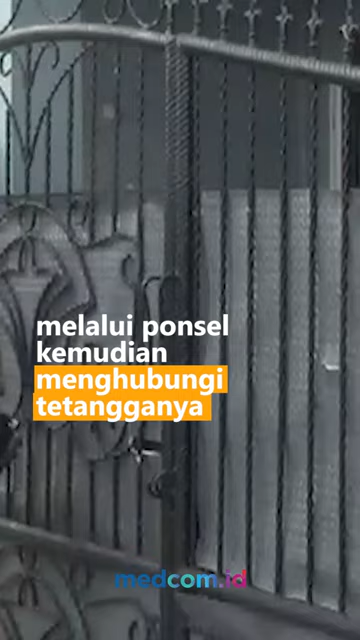 melalui ponsel
kemudian
menghubungi
tetangganya
medcom.id